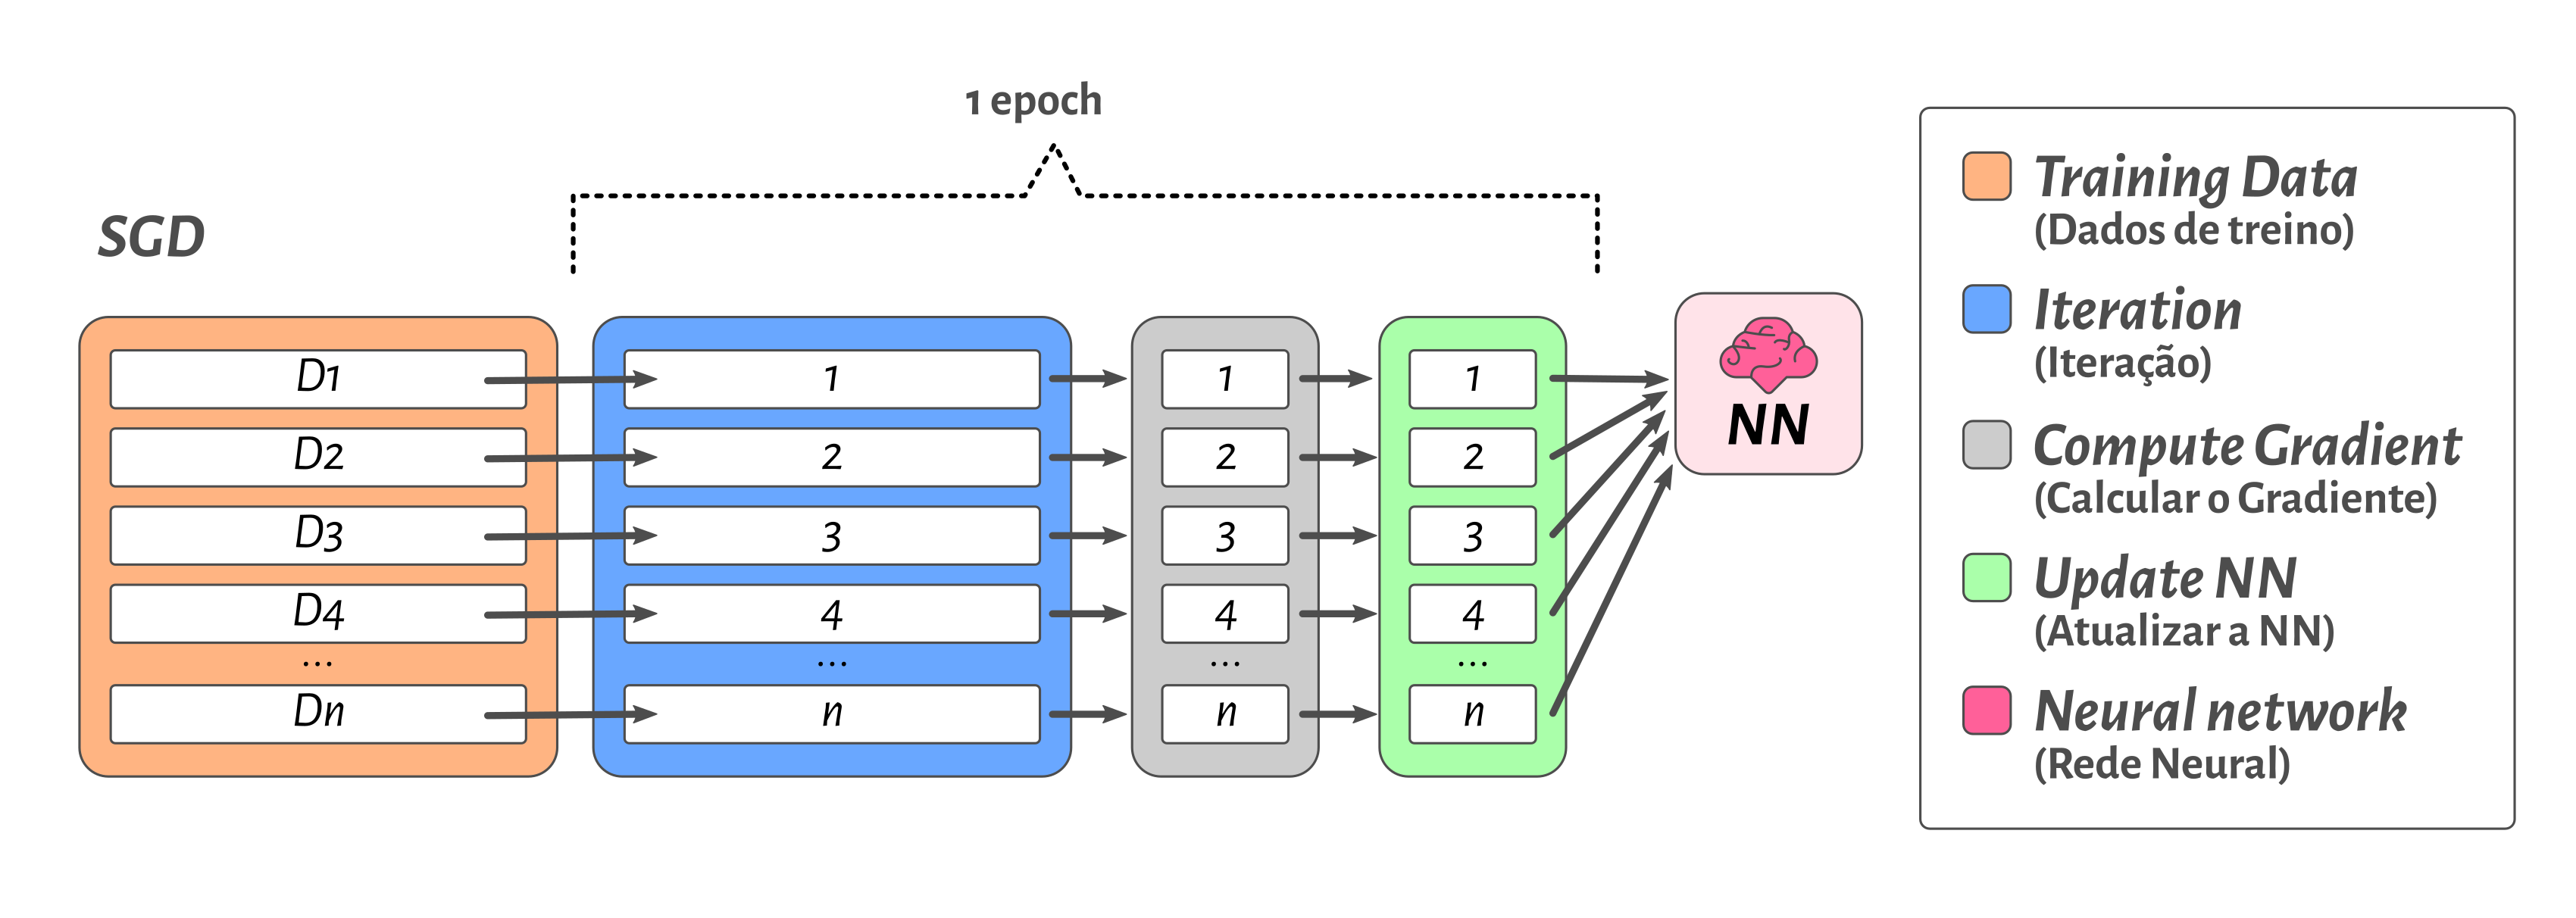 1 epoch
SGD
D1
D2
D3
D4
...
Dn
1
2
3
4
...
n
1
2
3
4
...
n
1
2
3
4
...
n
NN
Training Data
(Dados de treino)
Iteration
(Iteração)
Compute Gradient
(Calcular o Gradiente)
Update NN
(Atualizar a NN)
Neural network
(Rede Neural)